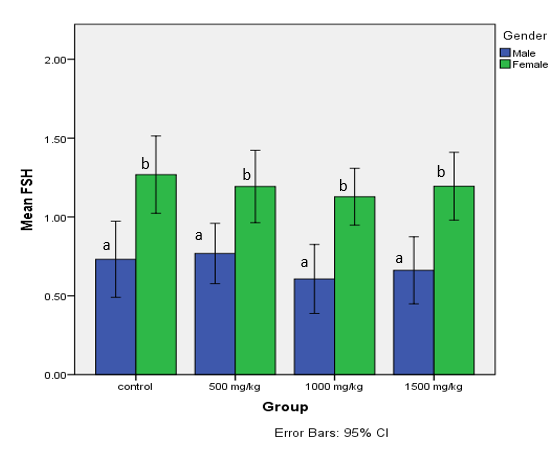 Gender
Male
Female
Mean FSH
2.00
1.50
1.00
0.50
0.00
a
b
a
b
a
b
a
b
control
500 mg/kg
1000 mg/kg
1500 mg/kg
Group
Error Bars: 95% CI